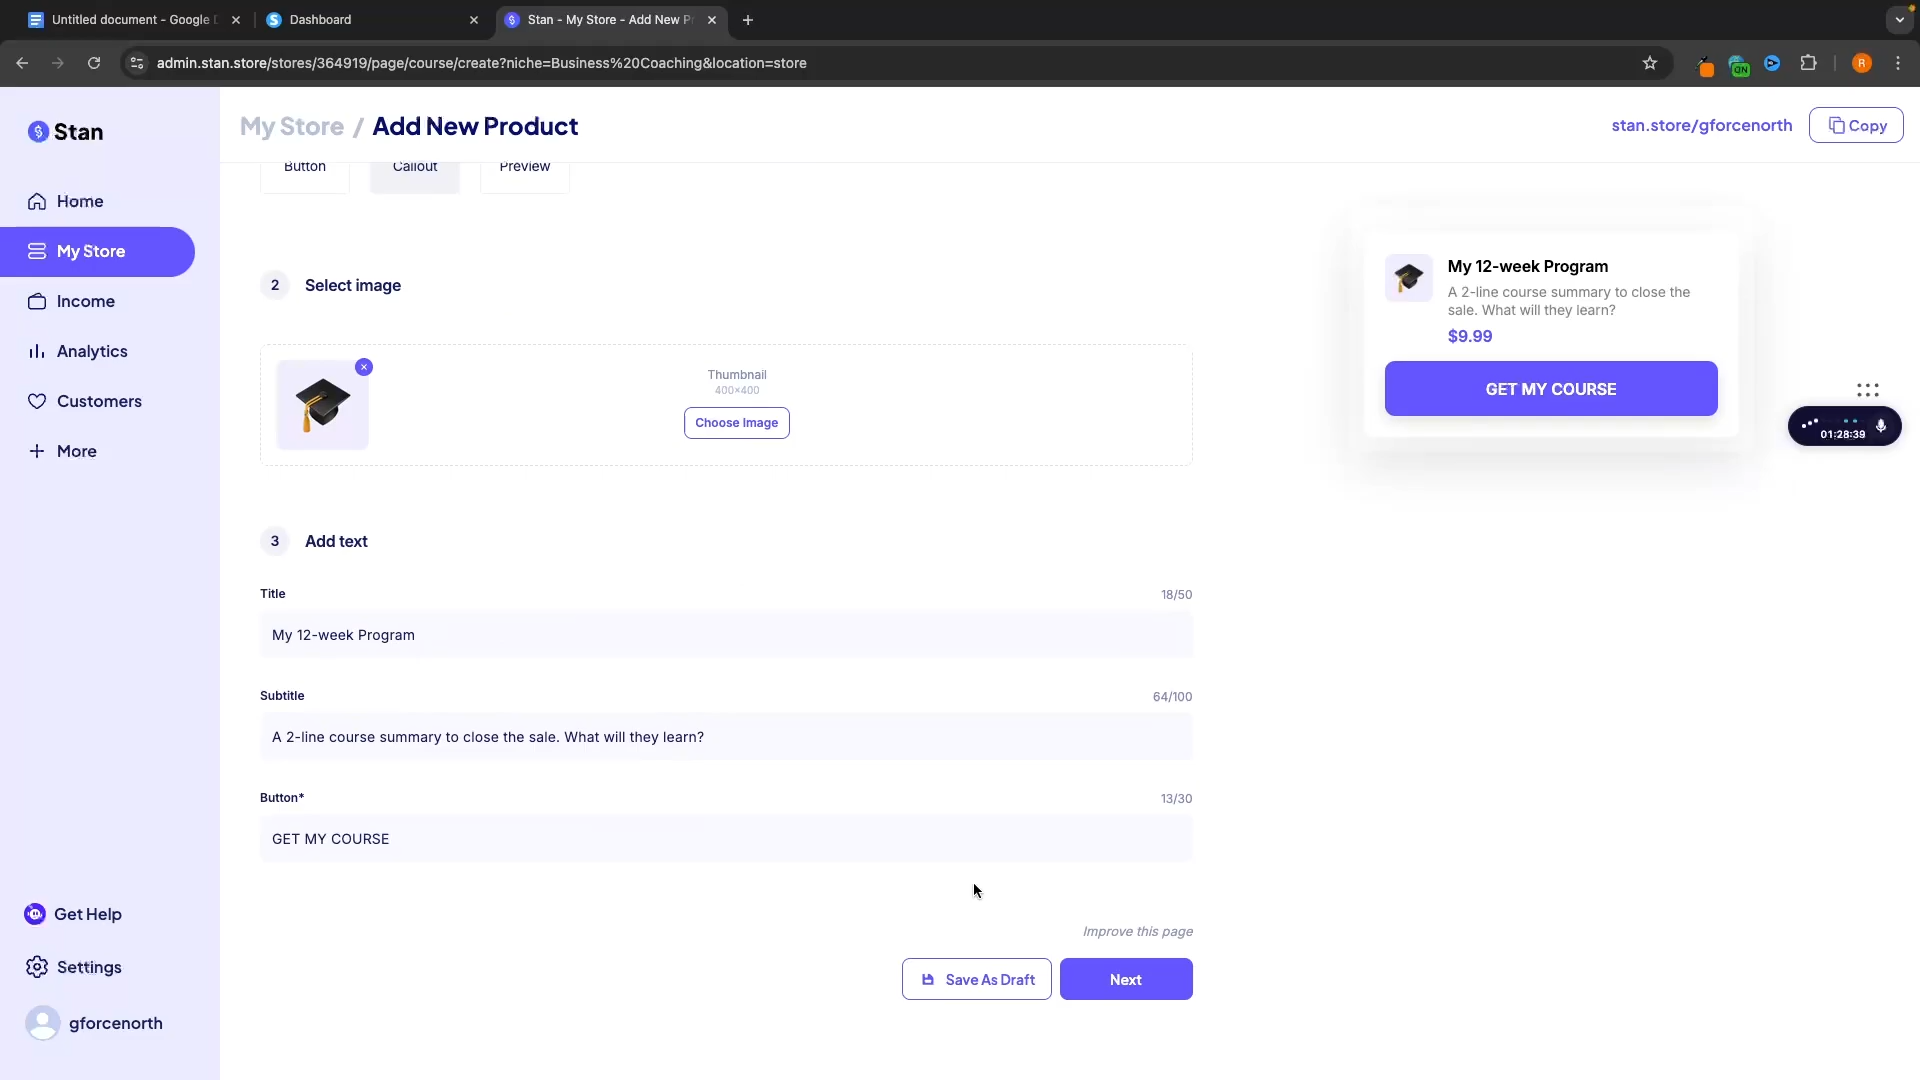 Untitled document - Google D
Dashboard
Stan - My Store - Add New Pr
admin.stan.store/stores/364919/page/course/create?niche=Business%20Coaching&location=store
ON
R
Stan
My Store / Add New Product
stan.store/gforcenorth
Copy
Home
My Store
Income
Analytics
Customers
More
Get Help
Settings
gforcenorth
Button
Callout
Preview
2 Select image
Thumbnail
400×400
Choose Image
3 Add text
Title
18/50
My 12-week Program
Subtitle
64/100
A 2-line course summary to close the sale. What will they learn?
Button*
13/30
GET MY COURSE
Improve this page
Save As Draft
Next
My 12-week Program
A 2-line course summary to close the
sale. What will they learn?
$9.99
GET MY COURSE
01:28:39